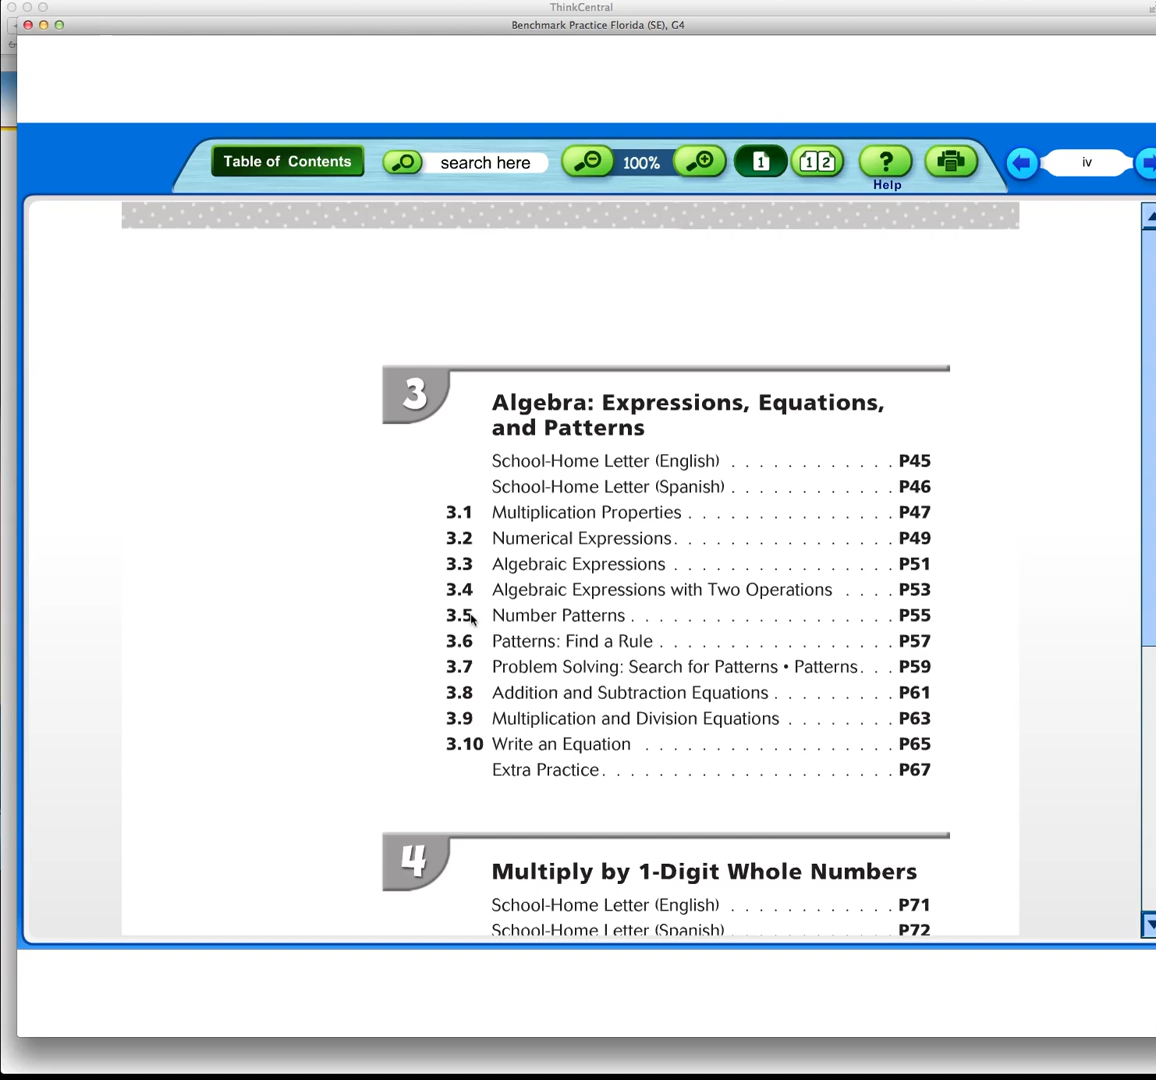 ThinkCentral
Benchmark Practice Florida (SE), G4
Table of Contents search here 100% 1 1 2 ? iv
Help
3
Algebra: Expressions, Equations,
and Patterns
School-Home Letter (English) . . . . . . . . . . . . P45
School-Home Letter (Spanish) . . . . . . . . . . . . P46
3.1 Multiplication Properties . . . . . . . . . . . . . . . P47
3.2 Numerical Expressions. . . . . . . . . . . . . . . . P49
3.3 Algebraic Expressions . . . . . . . . . . . . . . . . P51
3.4 Algebraic Expressions with Two Operations . . . . P53
3.5 Number Patterns . . . . . . . . . . . . . . . . . . . P55
3.6 Patterns: Find a Rule . . . . . . . . . . . . . . . . . P57
3.7 Problem Solving: Search for Patterns • Patterns. . . P59
3.8 Addition and Subtraction Equations . . . . . . . . . P61
3.9 Multiplication and Division Equations . . . . . . . . P63
3.10 Write an Equation . . . . . . . . . . . . . . . . . . P65
Extra Practice. . . . . . . . . . . . . . . . . . . . . P67
4
Multiply by 1-Digit Whole Numbers
School-Home Letter (English) . . . . . . . . . . . . P71
School-Home Letter (Spanish) . . . . . . . . . . . . P72